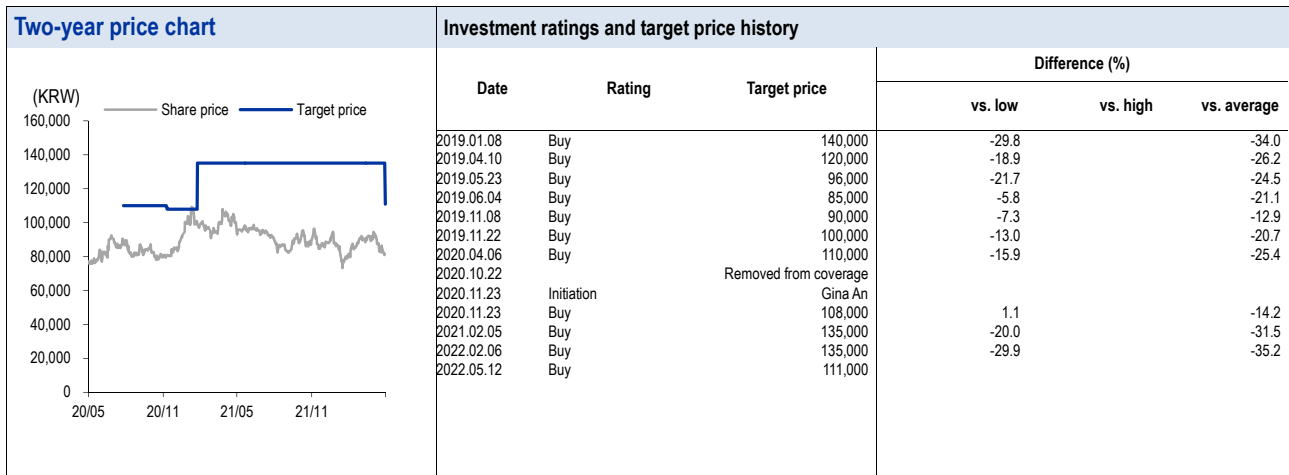 Two-year price chart
(KRW)
Share price Target price
160,000
140,000
120,000
100,000
80,000
60,000
40,000
20,000
0
20/05 20/11 21/05 21/11
Investment ratings and target price history
Difference (%)
Date Rating Target price
vs. low vs. high vs. average
2019.01.08 Buy 140,000 -29.8 -34.0
2019.04.10 Buy 120,000 -18.9 -26.2
2019.05.23 Buy 96,000 -21.7 -24.5
2019.06.04 Buy 85,000 -5.8 -21.1
2019.11.08 Buy 90,000 -7.3 -12.9
2019.11.22 Buy 100,000 -13.0 -20.7
2020.04.06 Buy 110,000 -15.9 -25.4
2020.10.22 Removed from coverage
2020.11.23 Initiation Gina An
2020.11.23 Buy 108,000 1.1 -14.2
2021.02.05 Buy 135,000 -20.0 -31.5
2022.02.06 Buy 135,000 -29.9 -35.2
2022.05.12 Buy 111,000